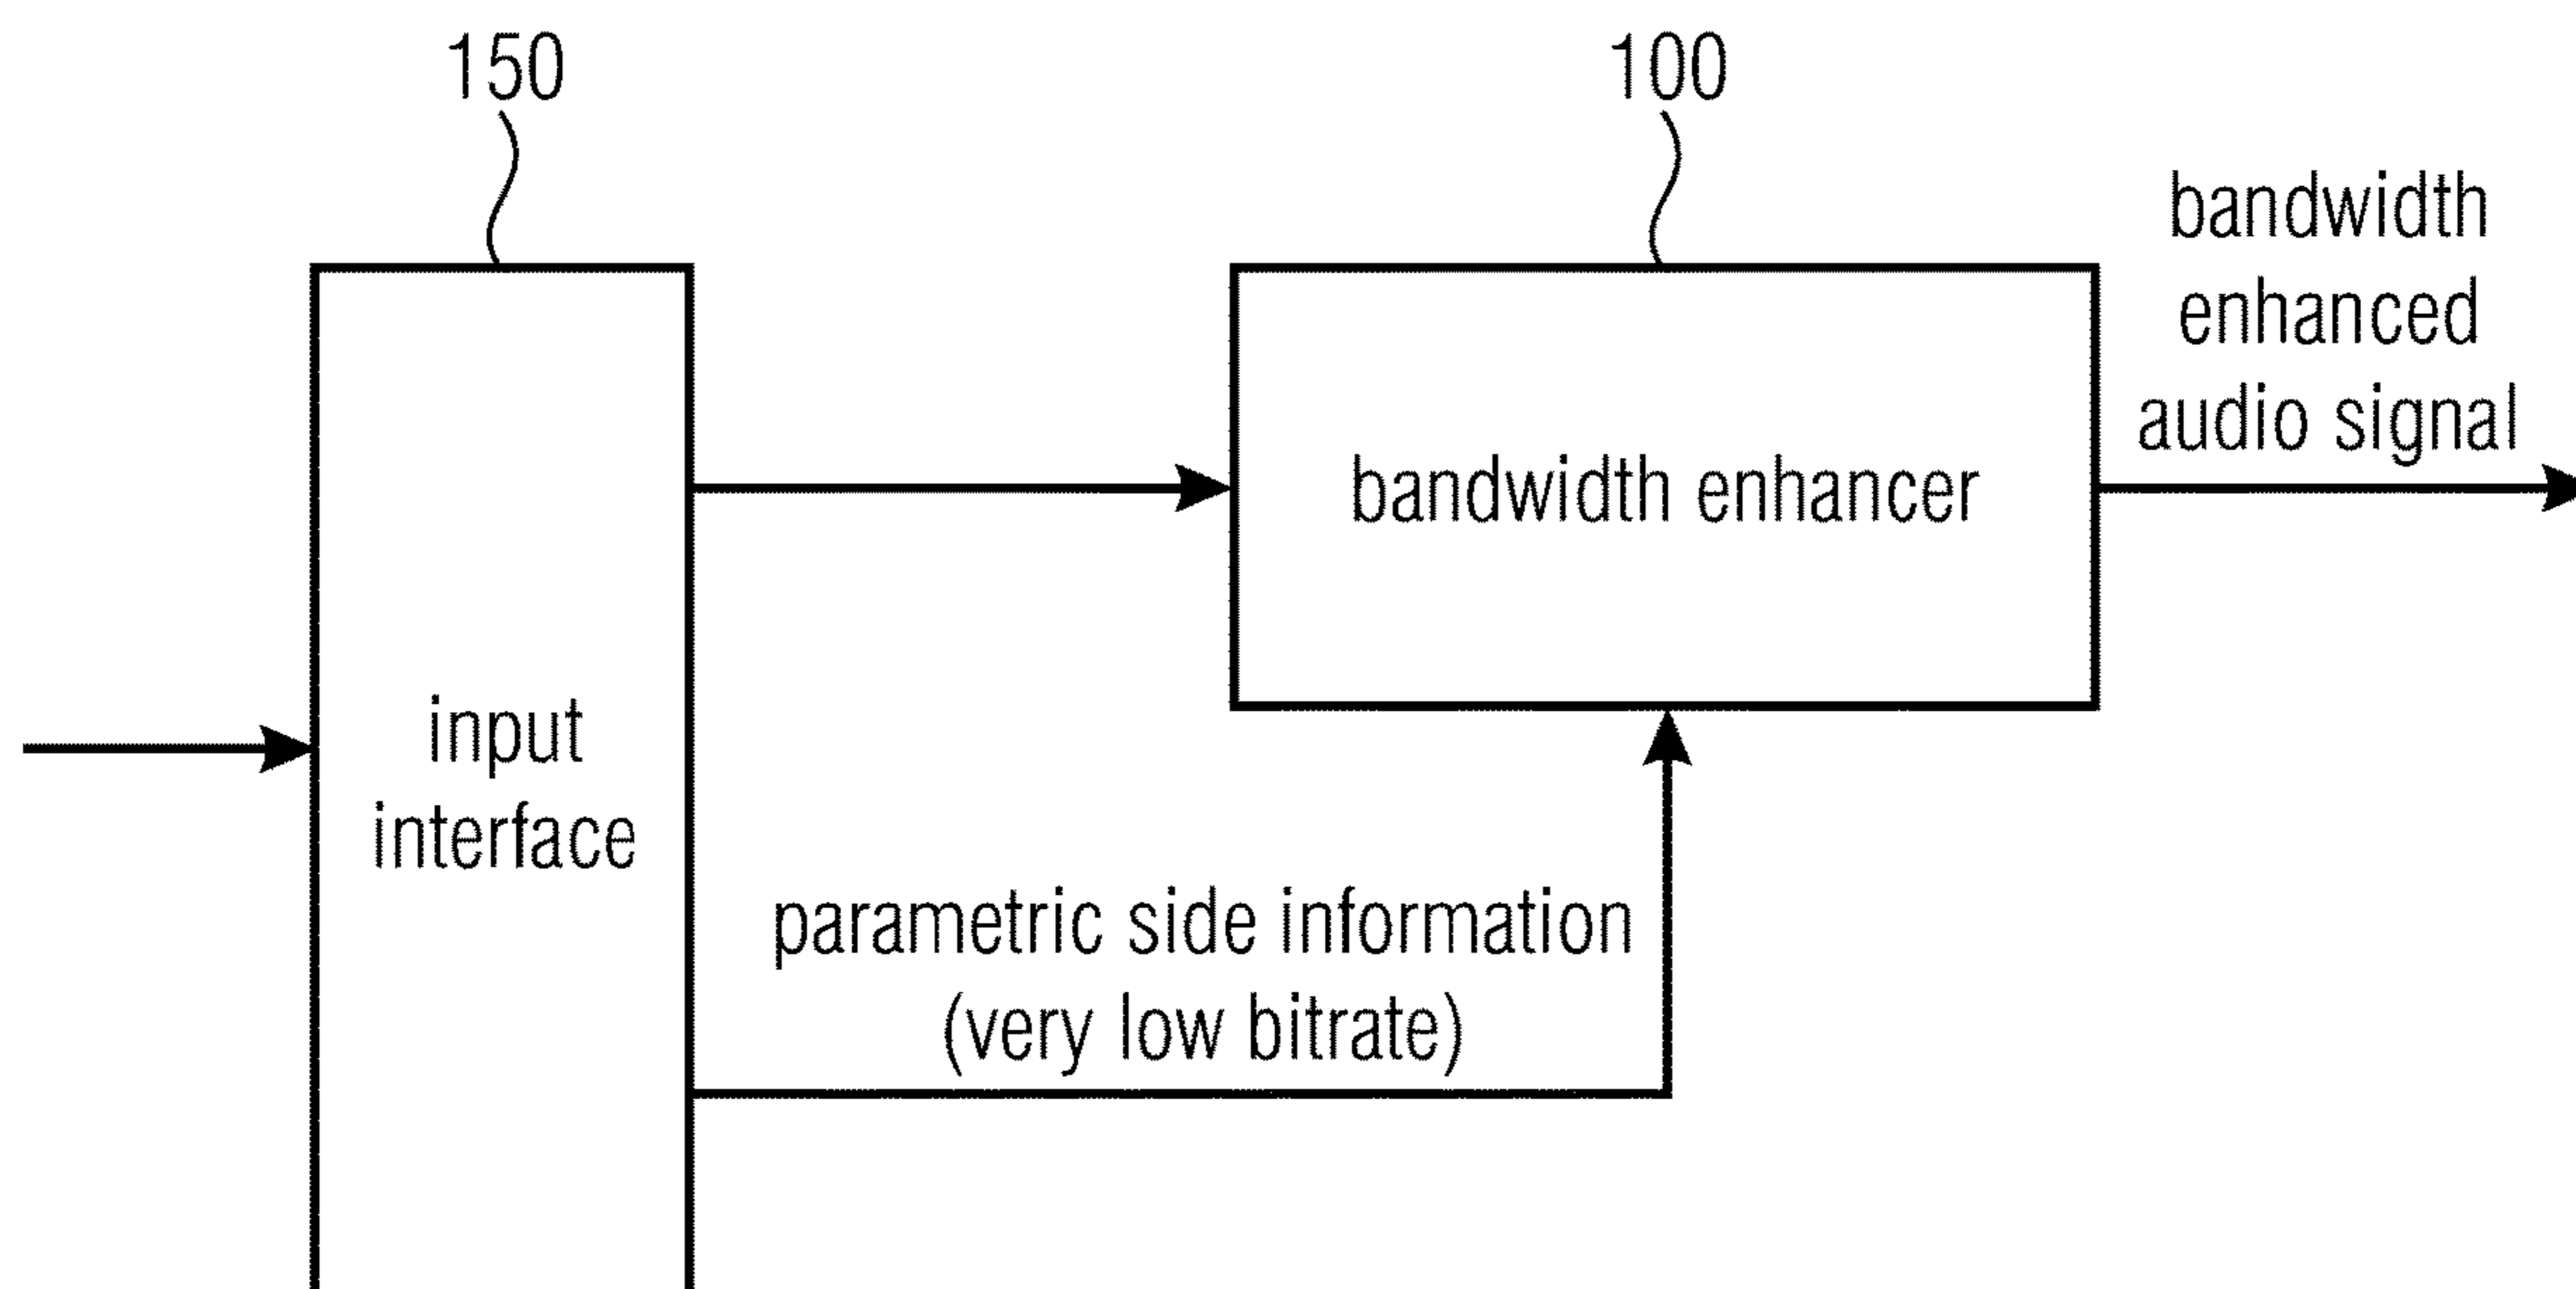 150
100
bandwidth
enhanced
audio signal
bandwidth enhancer
input
interface
parametric side information
(very low bitrate)